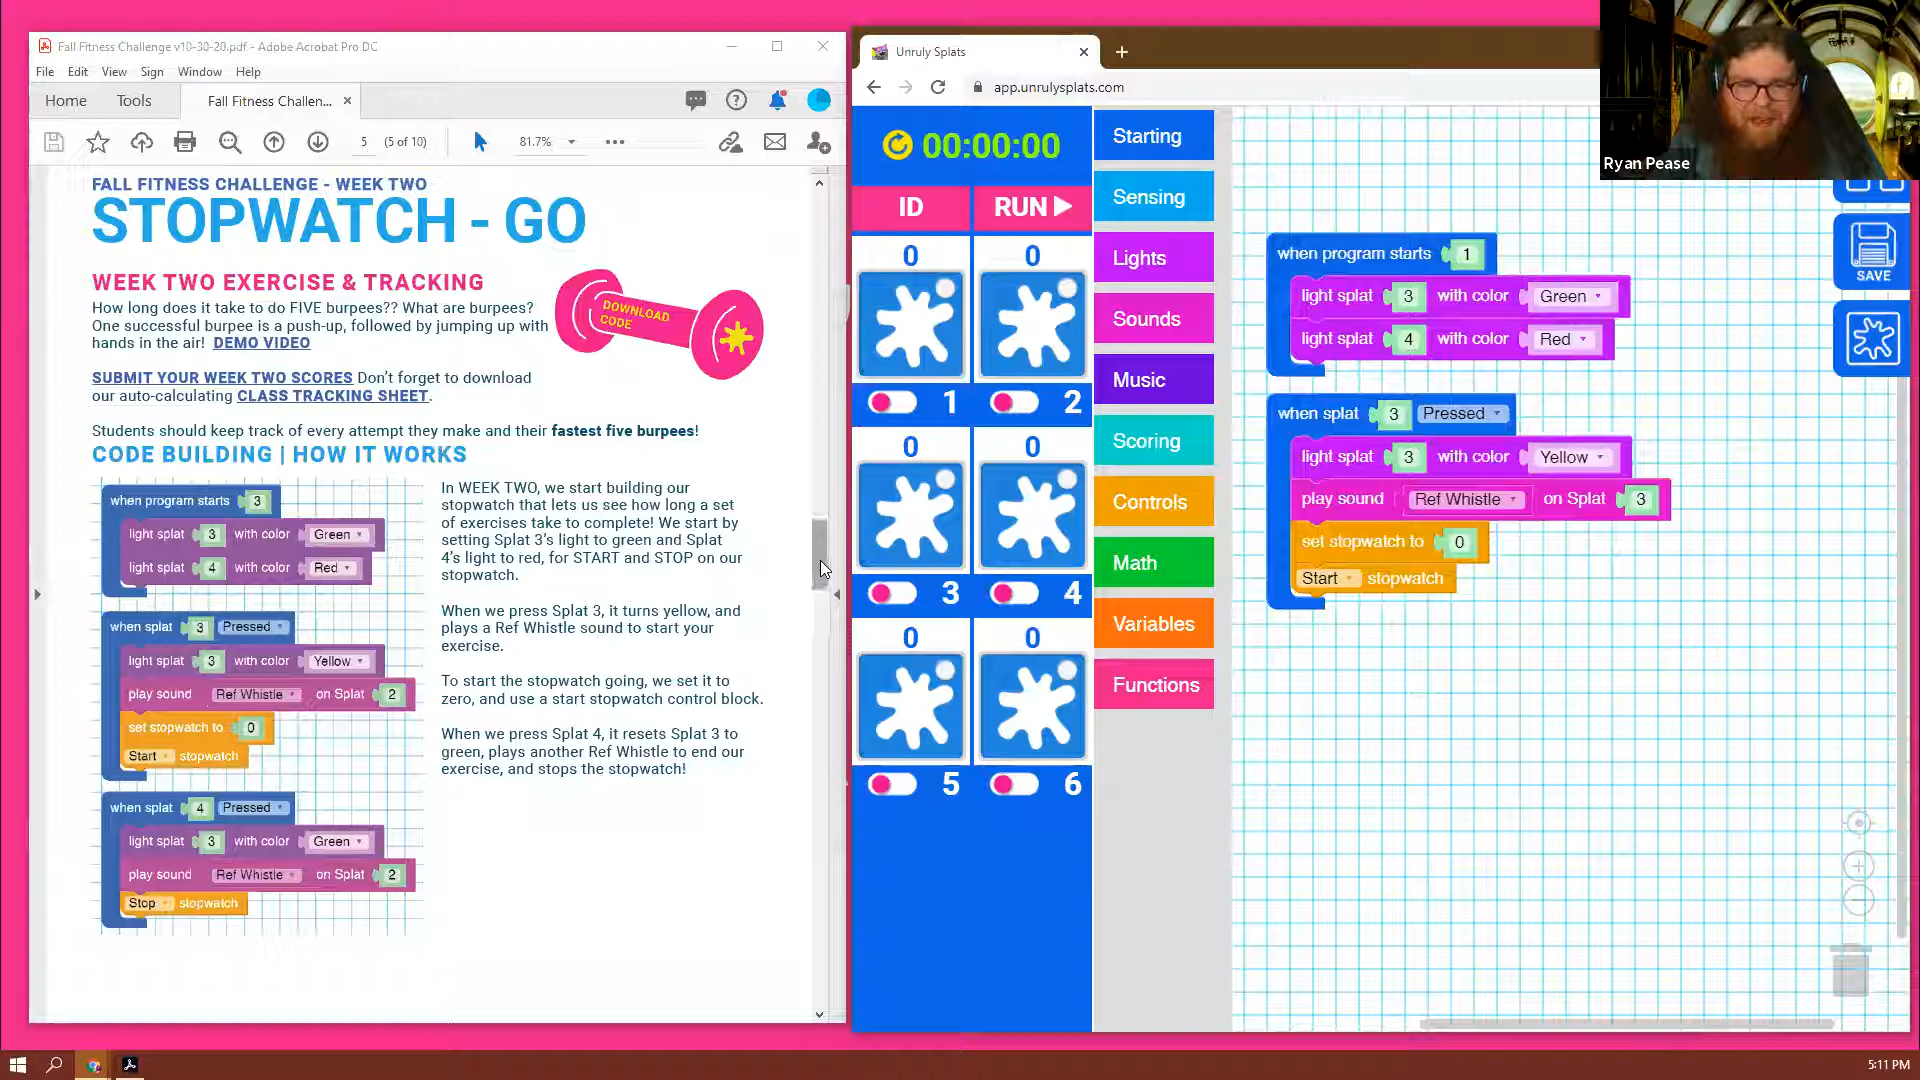 Fall Fitness Challenge v10-30-20.pdf - Adobe Acrobat Pro DC
File Edit View Sign Window Help
Home Tools Fall Fitness Challen...
5 (5 of 10) 81.7%
FALL FITNESS CHALLENGE - WEEK TWO
STOPWATCH - GO
WEEK TWO EXERCISE & TRACKING
How long does it take to do FIVE burpees?? What are burpees?
One successful burpee is a push-up, followed by jumping up with
hands in the air! DEMO VIDEO
DOWNLOAD
CODE
SUBMIT YOUR WEEK TWO SCORES Don't forget to download
our auto-calculating CLASS TRACKING SHEET.
Students should keep track of every attempt they make and their fastest five burpees!
CODE BUILDING | HOW IT WORKS
when program starts 3
light splat 3 with color Green
light splat 4 with color Red
when splat 3 Pressed
light splat 3 with color Yellow
play sound Ref Whistle on Splat 2
set stopwatch to 0
Start stopwatch
when splat 4 Pressed
light splat 3 with color Green
play sound Ref Whistle on Splat 2
Stop stopwatch
In WEEK TWO, we start building our
stopwatch that lets us see how long a set
of exercises take to complete! We start by
setting Splat 3's light to green and Splat
4's light to red, for START and STOP on our
stopwatch.
When we press Splat 3, it turns yellow, and
plays a Ref Whistle sound to start your
exercise.
To start the stopwatch going, we set it to
zero, and use a start stopwatch control block.
When we press Splat 4, it resets Splat 3 to
green, plays another Ref Whistle to end our
exercise, and stops the stopwatch!
Unruly Splats
app.unrulysplats.com
00:00:00
ID RUN
0 0
1 2
0 0
3 4
0 0
5 6
Starting
Sensing
Lights
Sounds
Music
Scoring
Controls
Math
Variables
Functions
when program starts 1
light splat 3 with color Green
light splat 4 with color Red
when splat 3 Pressed
light splat 3 with color Yellow
play sound Ref Whistle on Splat 3
set stopwatch to 0
Start stopwatch
Ryan Pease
SAVE
5:11 PM